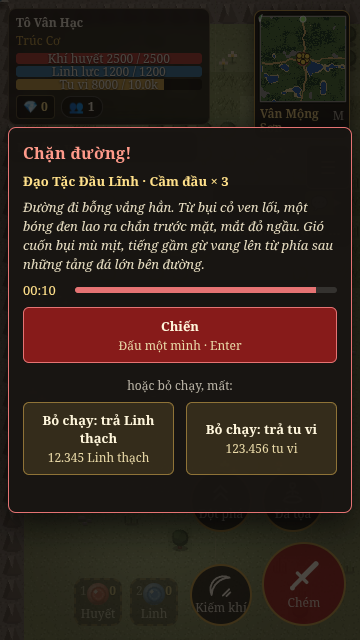 Tô Vân Hạc
Trúc Cơ
Khí huyết 2500 / 2500
Linh lực 1200 / 1200
Tu vi 8000 / 10,0k
💎 0 👥 1
Vân Mộng M
Chặn đường!
Đạo Tặc Đầu Lĩnh · Cầm đầu × 3
Đường đi bỗng vắng hẳn. Từ bụi cỏ ven lối, một
bóng đen lao ra chắn trước mặt, mắt đỏ ngầu. Gió
cuốn bụi mù mịt, tiếng gầm gừ vang lên từ phía sau
những tảng đá lớn bên đường.
00:10
Chiến
Đấu một mình · Enter
hoặc bỏ chạy, mất:
Bỏ chạy: trả Linh
thạch
12.345 Linh thạch
Bỏ chạy: trả tu vi
123.456 tu vi
Huyết
Linh
Kiếm khí
Chém